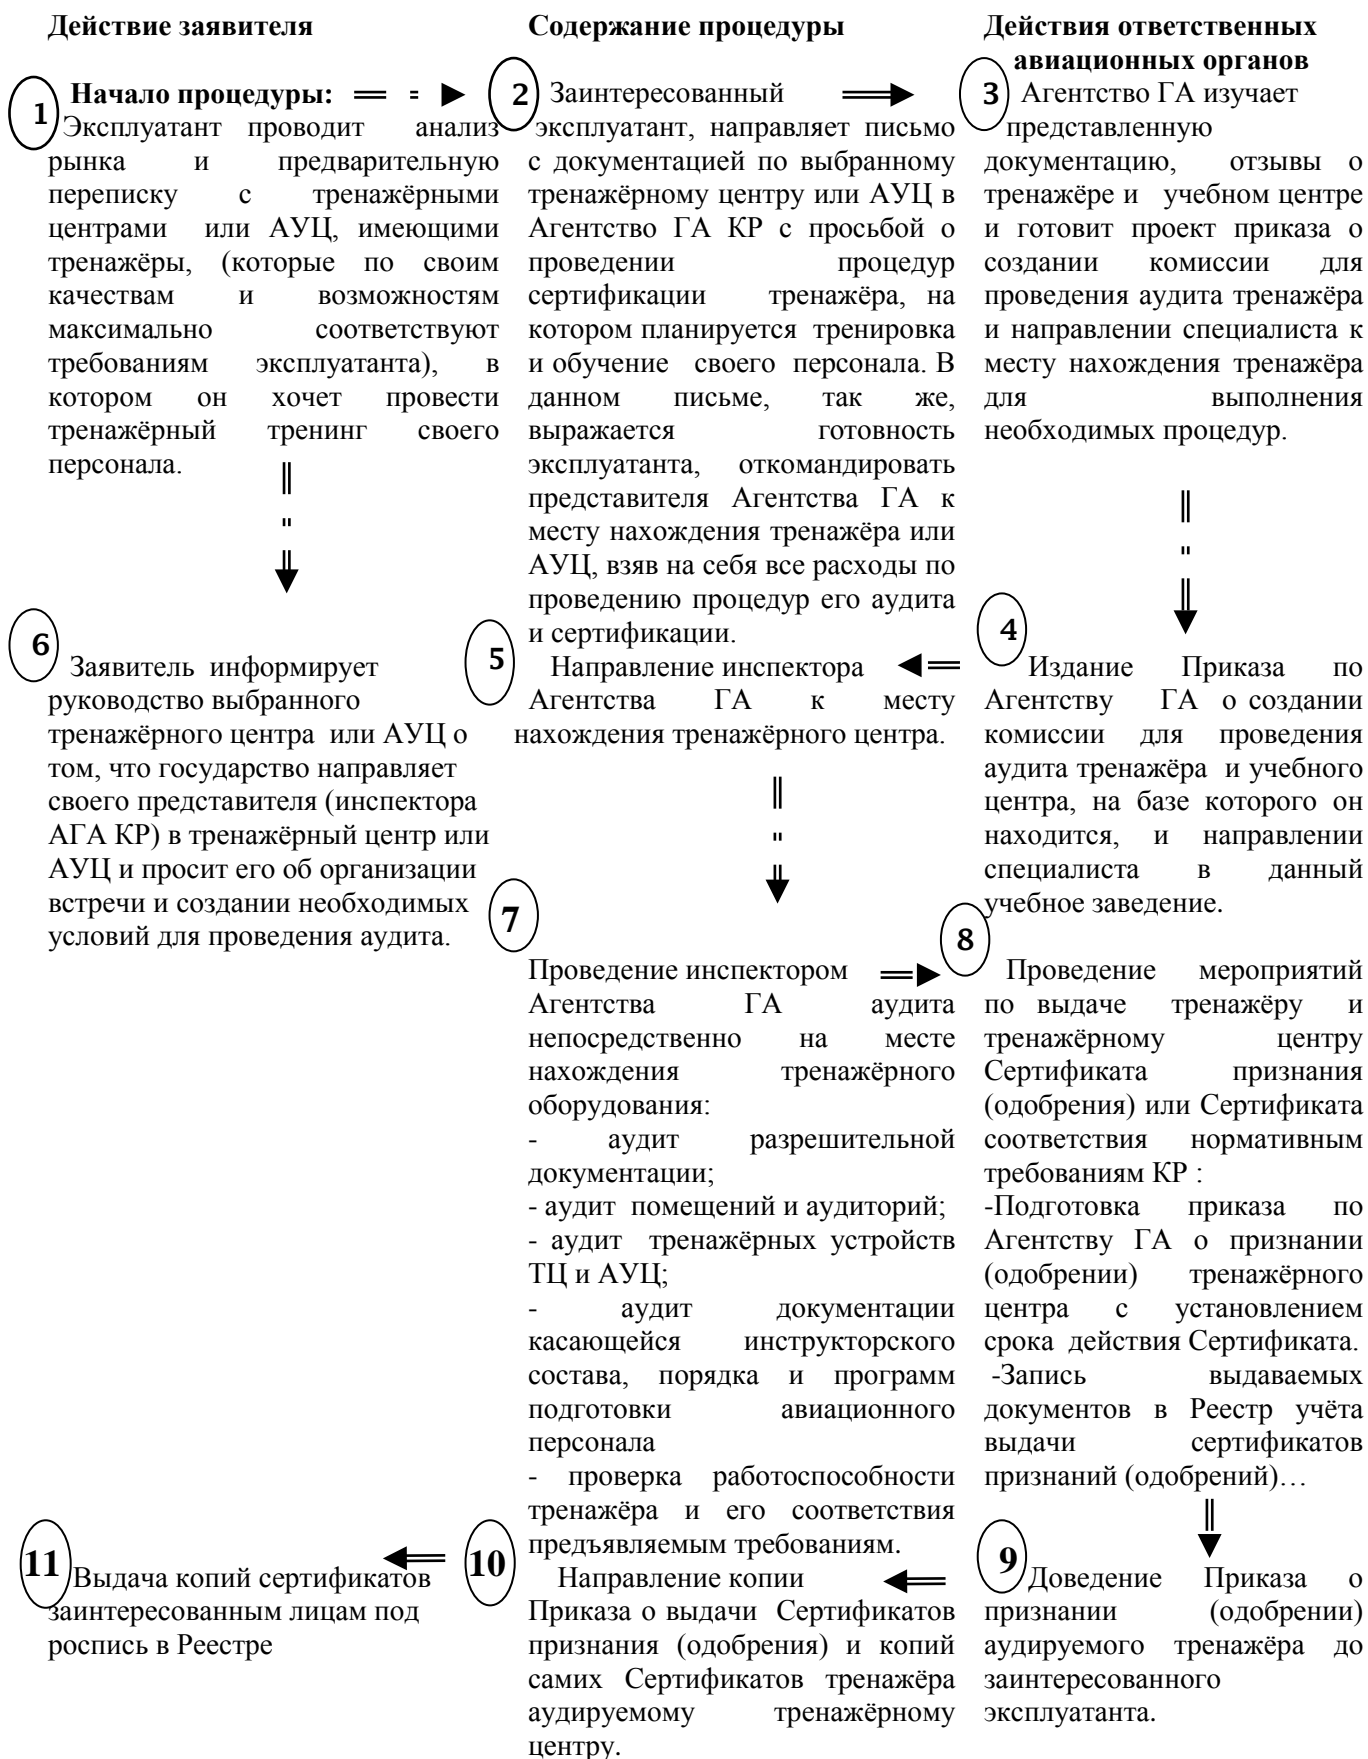 Действие заявителя
Содержание процедуры
Действия ответственных
авиационных органов
1
Начало процедуры:
Эксплуатант проводит анализ
рынка и предварительную
переписку с тренажёрными
центрами или АУЦ, имеющими
тренажёры, (которые по своим
качествам и возможностям
максимально соответствуют
требованиям эксплуатанта), в
котором он хочет провести
тренажёрный тренинг своего
персонала.
2
Заинтересованный
эксплуатант, направляет письмо
с документацией по выбранному
тренажёрному центру или АУЦ в
Агентство ГА КР с просьбой о
проведении процедур
сертификации тренажёра, на
котором планируется тренировка
и обучение своего персонала. В
данном письме, так же,
выражается готовность
эксплуатанта, откомандировать
представителя Агентства ГА к
месту нахождения тренажёра или
АУЦ, взяв на себя все расходы по
проведению процедур его аудита
и сертификации.
3
Агентство ГА изучает
представленную
документацию, отзывы о
тренажёре и учебном центре
и готовит проект приказа о
создании комиссии для
проведения аудита тренажёра
и направлении специалиста к
месту нахождения тренажёра
для выполнения
необходимых процедур.
4
Издание Приказа по
Агентству ГА о создании
комиссии для проведения
аудита тренажёра и учебного
центра, на базе которого он
находится, и направлении
специалиста в данный
учебное заведение.
5
Направление инспектора
Агентства ГА к месту
нахождения тренажёрного центра.
6
Заявитель информирует
руководство выбранного
тренажёрного центра или АУЦ о
том, что государство направляет
своего представителя (инспектора
АГА КР) в тренажёрный центр или
АУЦ и просит его об организации
встречи и создании необходимых
условий для проведения аудита.
7
Проведение инспектором
Агентства ГА аудита
непосредственно на месте
нахождения тренажёрного
оборудования:
- аудит разрешительной
документации;
- аудит помещений и аудиторий;
- аудит тренажёрных устройств
ТЦ и АУЦ;
- аудит документации
касающейся инструкторского
состава, порядка и программ
подготовки авиационного
персонала
- проверка работоспособности
тренажёра и его соответствия
предъявляемым требованиям.
8
Проведение мероприятий
по выдаче тренажёру и
тренажёрному центру
Сертификата признания
(одобрения) или Сертификата
соответствия нормативным
требованиям КР :
-Подготовка приказа по
Агентству ГА о признании
(одобрении) тренажёрного
центра с установлением
срока действия Сертификата.
-Запись выдаваемых
документов в Реестр учёта
выдачи сертификатов
признаний (одобрений)…
9
Доведение Приказа о
признании (одобрении)
аудируемого тренажёра до
заинтересованного
эксплуатанта.
10
Направление копии
Приказа о выдачи Сертификатов
признания (одобрения) и копий
самих Сертификатов тренажёра
аудируемому тренажёрному
центру.
11
Выдача копий сертификатов
заинтересованным лицам под
роспись в Реестре